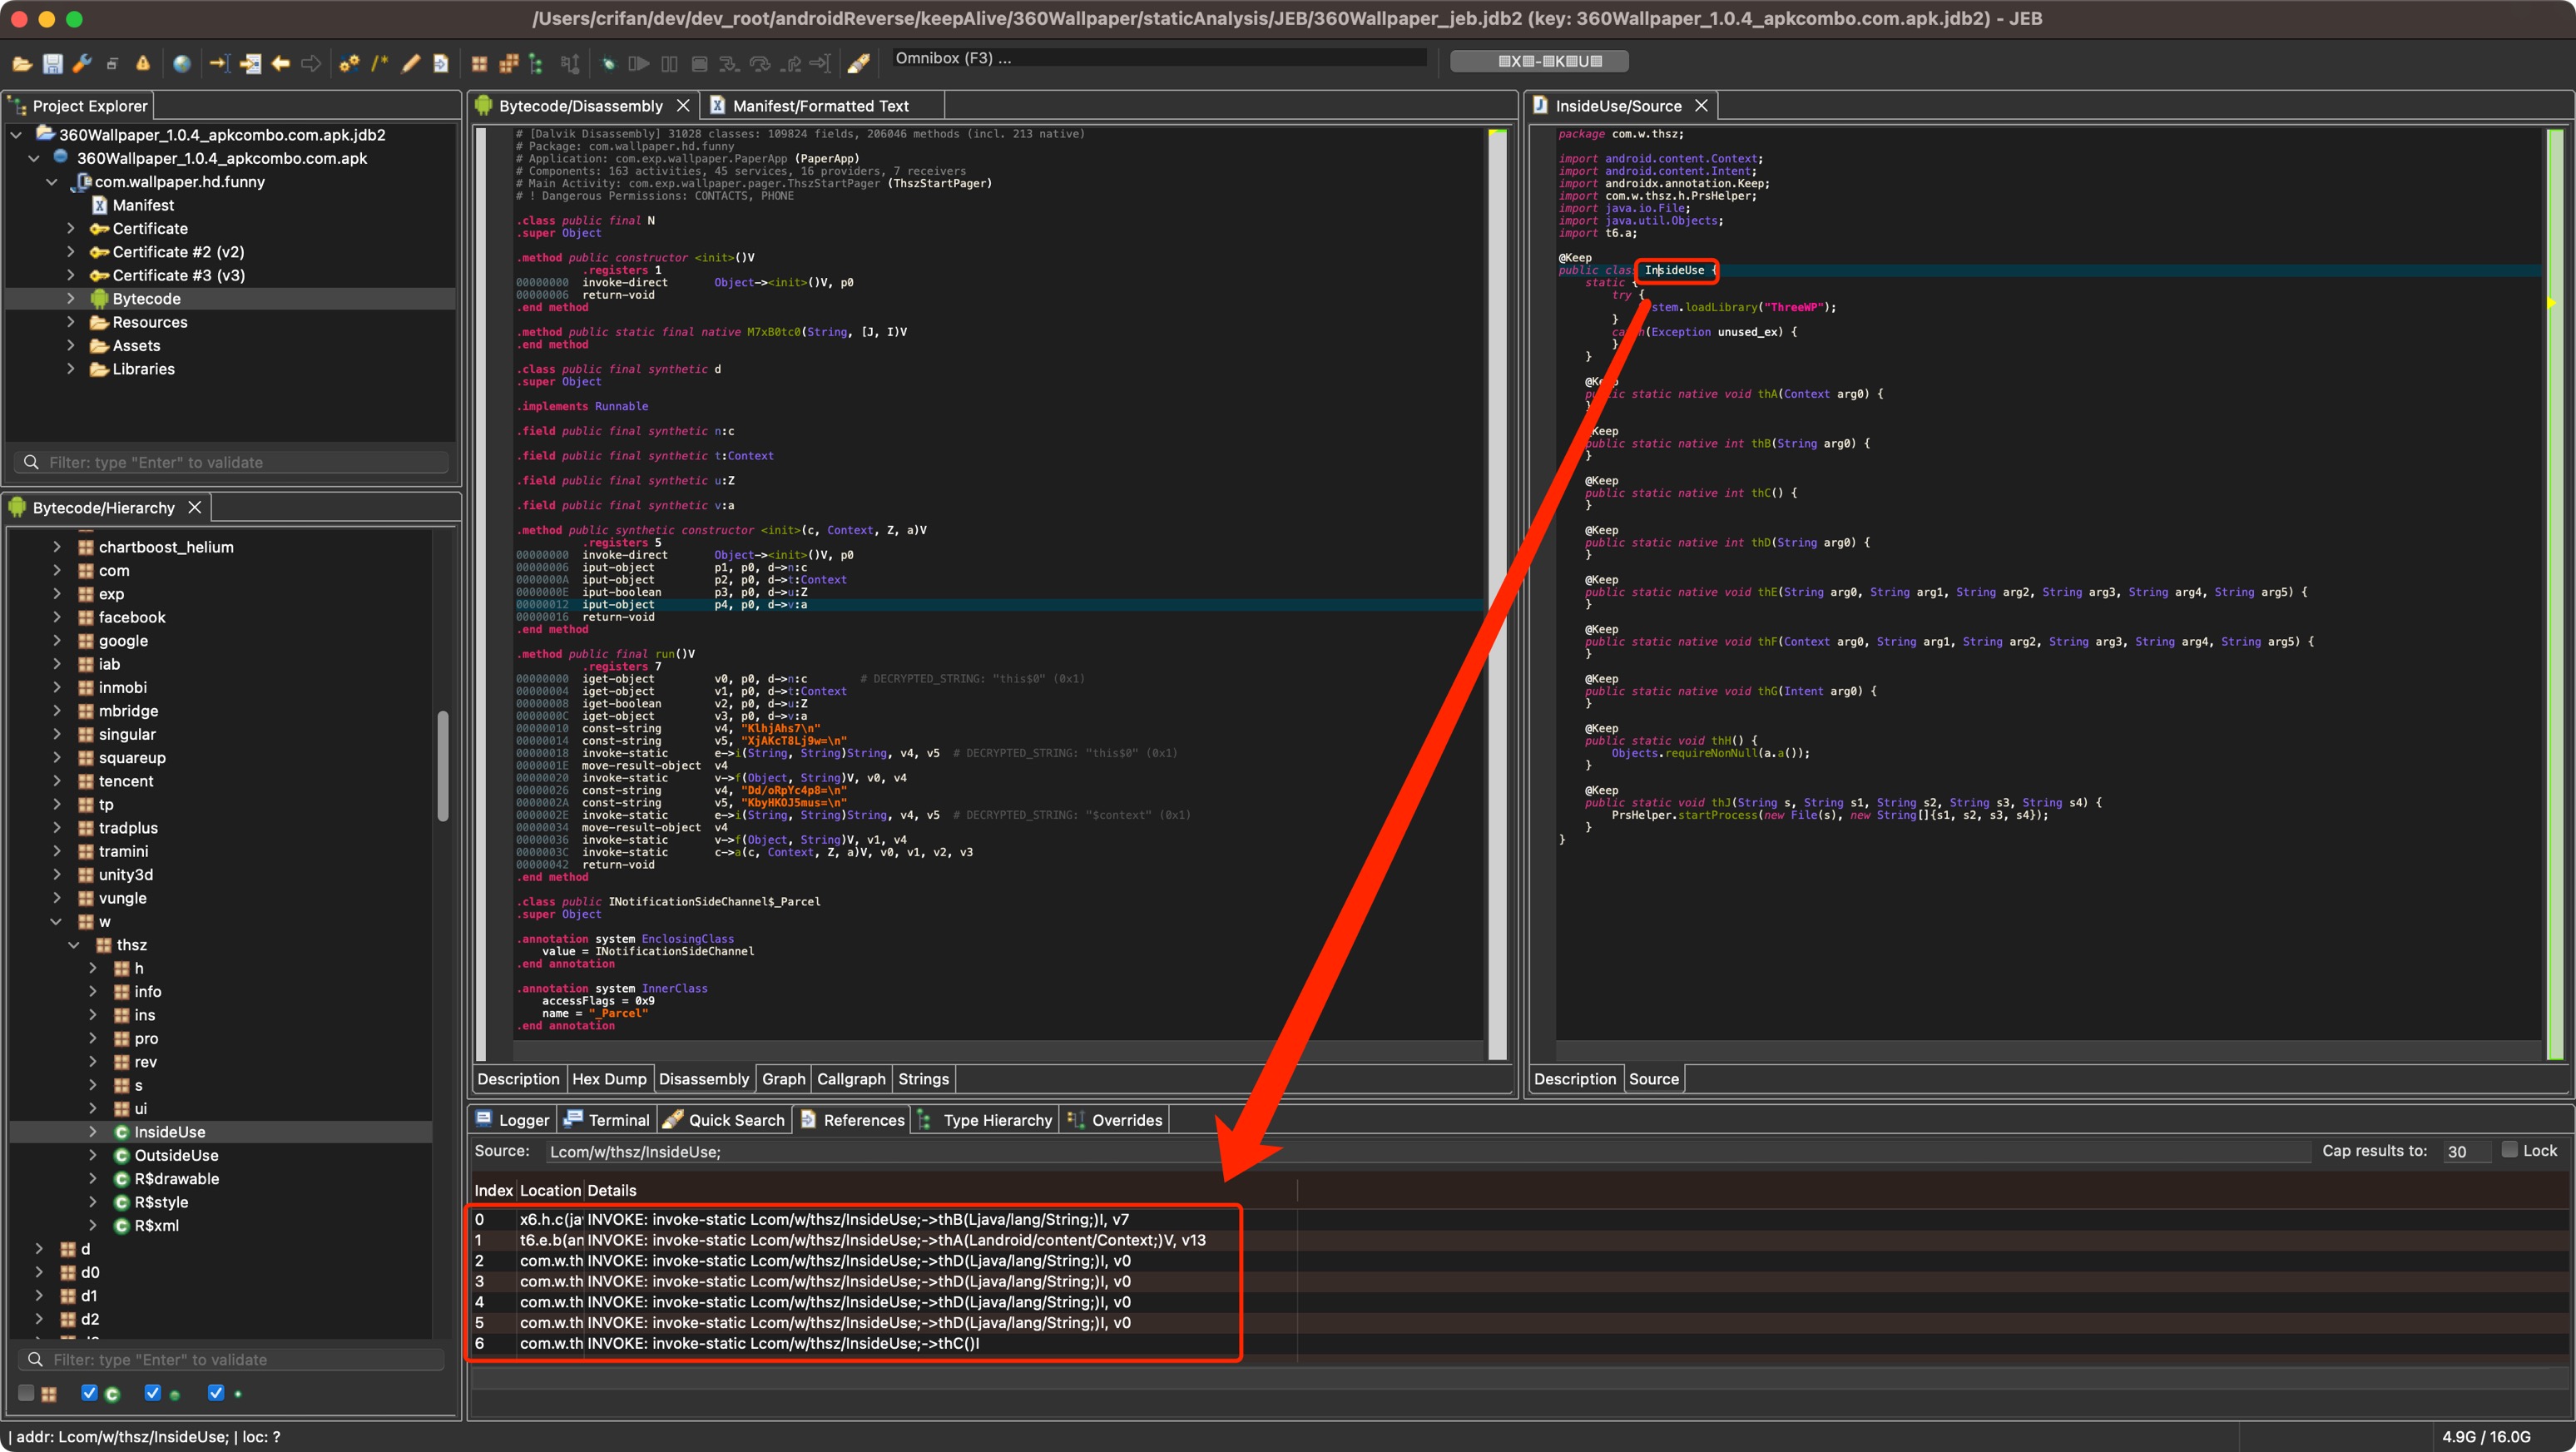 /Users/crifan/dev/dev_root/androidReverse/keepAlive/360Wallpaper/staticAnalysis/JEB/360Wallpaper_jeb.jdb2 (key: 360Wallpaper_1.0.4_apkcombo.com.apk.jdb2) - JEB
Omnibox (F3) ...
Project Explorer
360Wallpaper_1.0.4_apkcombo.com.apk.jdb2
360Wallpaper_1.0.4_apkcombo.com.apk
com.wallpaper.hd.funny
Manifest
Certificate
Certificate #2 (v2)
Certificate #3 (v3)
Bytecode
Resources
Assets
Libraries
Filter: type "Enter" to validate
Bytecode/Hierarchy
chartboost_helium
com
exp
facebook
google
iab
inmobi
mbridge
singular
squareup
tencent
tp
tradplus
tramini
unity3d
vungle
w
thsz
h
info
ins
pro
rev
s
ui
InsideUse
OutsideUse
R$drawable
R$style
R$xml
d
d0
d1
d2
Filter: type "Enter" to validate
Bytecode/Disassembly
Manifest/Formatted Text
# [Dalvik Disassembly] 31028 classes: 109824 fields, 206046 methods (incl. 213 native)
# Package: com.wallpaper.hd.funny
# Application: com.exp.wallpaper.PaperApp (PaperApp)
# Components: 163 activities, 45 services, 16 providers, 7 receivers
# Main Activity: com.exp.wallpaper.pager.ThszStartPager (ThszStartPager)
# ! Dangerous Permissions: CONTACTS, PHONE
.class public final N
.super Object
.method public constructor <init>()V
.registers 1
00000000 invoke-direct Object-><init>()V, p0
00000006 return-void
.end method
.method public static final native M7xB0tc0(String, [J, I)V
.end method
.class public final synthetic d
.super Object
.implements Runnable
.field public final synthetic n:c
.field public final synthetic t:Context
.field public final synthetic u:Z
.field public final synthetic v:a
.method public synthetic constructor <init>(c, Context, Z, a)V
.registers 5
00000000 invoke-direct Object-><init>()V, p0
00000006 iput-object p1, p0, d->n:c
0000000A iput-object p2, p0, d->t:Context
0000000E iput-boolean p3, p0, d->u:Z
00000012 iput-object p4, p0, d->v:a
00000016 return-void
.end method
.method public final run()V
.registers 7
00000000 iget-object v0, p0, d->n:c # DECRYPTED_STRING: "this$0" (0x1)
00000004 iget-object v1, p0, d->t:Context
00000008 iget-boolean v2, p0, d->u:Z
0000000C iget-object v3, p0, d->v:a
00000010 const-string v4, "KlhjAhs7\n"
00000014 const-string v5, "XjAKcT8Lj9w=\n"
00000018 invoke-static e->i(String, String)String, v4, v5 # DECRYPTED_STRING: "this$0" (0x1)
0000001E move-result-object v4
00000020 invoke-static v->f(Object, String)V, v0, v4
00000026 const-string v4, "Dd/oRpYc4p8=\n"
0000002A const-string v5, "KbyHKOJ5mus=\n"
0000002E invoke-static e->i(String, String)String, v4, v5 # DECRYPTED_STRING: "$context" (0x1)
00000034 move-result-object v4
00000036 invoke-static v->f(Object, String)V, v1, v4
0000003C invoke-static c->a(c, Context, Z, a)V, v0, v1, v2, v3
00000042 return-void
.end method
.class public INotificationSideChannel$_Parcel
.super Object
.annotation system EnclosingClass
value = INotificationSideChannel
.end annotation
.annotation system InnerClass
accessFlags = 0x9
name = "_Parcel"
.end annotation
Description Hex Dump Disassembly Graph Callgraph Strings
InsideUse/Source
package com.w.thsz;
import android.content.Context;
import android.content.Intent;
import androidx.annotation.Keep;
import com.w.thsz.h.PrsHelper;
import java.io.File;
import java.util.Objects;
import t6.a;
@Keep
public clas InsideUse {
static {
try {
stem.loadLibrary("ThreeWP");
}
ca h(Exception unused_ex) {
}
}
@Ke p
pu ic static native void thA(Context arg0) {
}
Keep
public static native int thB(String arg0) {
}
@Keep
public static native int thC() {
}
@Keep
public static native int thD(String arg0) {
}
@Keep
public static native void thE(String arg0, String arg1, String arg2, String arg3, String arg4, String arg5) {
}
@Keep
public static native void thF(Context arg0, String arg1, String arg2, String arg3, String arg4, String arg5) {
}
@Keep
public static native void thG(Intent arg0) {
}
@Keep
public static void thH() {
Objects.requireNonNull(a.a());
}
@Keep
public static void thJ(String s, String s1, String s2, String s3, String s4) {
PrsHelper.startProcess(new File(s), new String[]{s1, s2, s3, s4});
}
}
Description Source
Logger Terminal Quick Search References Type Hierarchy Overrides
Source: Lcom/w/thsz/InsideUse; Cap results to: 30 Lock
Index Location Details
0 x6.h.c(ja INVOKE: invoke-static Lcom/w/thsz/InsideUse;->thB(Ljava/lang/String;)I, v7
1 t6.e.b(an INVOKE: invoke-static Lcom/w/thsz/InsideUse;->thA(Landroid/content/Context;)V, v13
2 com.w.th INVOKE: invoke-static Lcom/w/thsz/InsideUse;->thD(Ljava/lang/String;)I, v0
3 com.w.th INVOKE: invoke-static Lcom/w/thsz/InsideUse;->thD(Ljava/lang/String;)I, v0
4 com.w.th INVOKE: invoke-static Lcom/w/thsz/InsideUse;->thD(Ljava/lang/String;)I, v0
5 com.w.th INVOKE: invoke-static Lcom/w/thsz/InsideUse;->thD(Ljava/lang/String;)I, v0
6 com.w.th INVOKE: invoke-static Lcom/w/thsz/InsideUse;->thC()I
| addr: Lcom/w/thsz/InsideUse; | loc: ?
4.9G / 16.0G